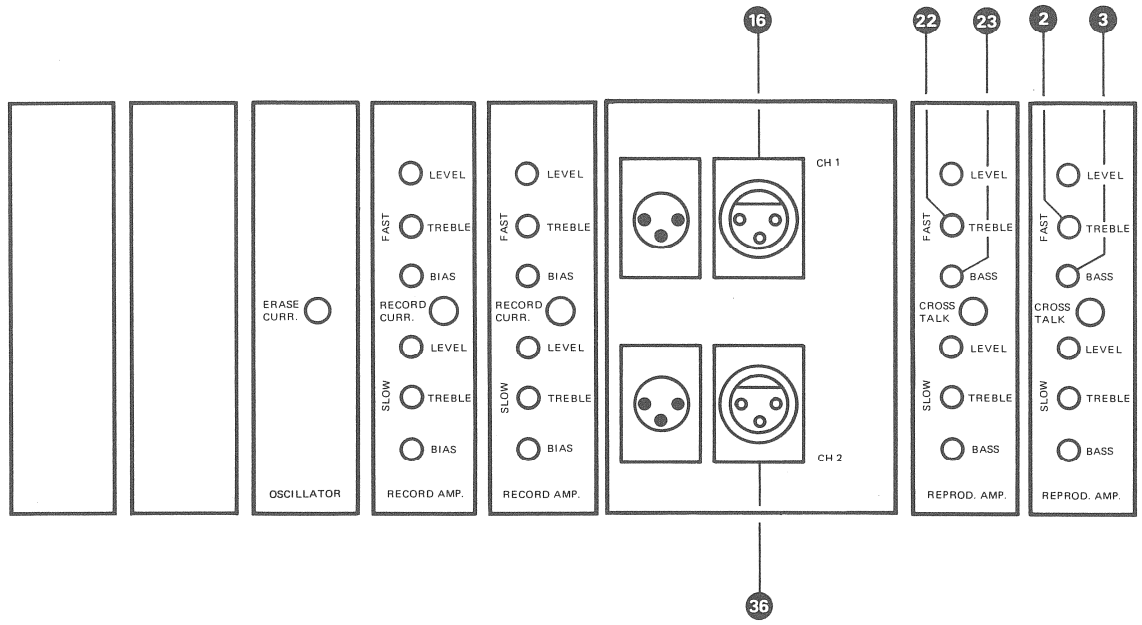 16
22
23
2
3
ERASE
CURR.
OSCILLATOR
LEVEL
FAST
TREBLE
BIAS
RECORD
CURR.
LEVEL
SLOW
TREBLE
BIAS
RECORD AMP.
LEVEL
FAST
TREBLE
BIAS
RECORD
CURR.
LEVEL
SLOW
TREBLE
BIAS
RECORD AMP.
CH 1
CH 2
LEVEL
FAST
TREBLE
BASS
CROSS
TALK
LEVEL
SLOW
TREBLE
BASS
REPROD. AMP.
LEVEL
FAST
TREBLE
BASS
CROSS
TALK
LEVEL
SLOW
TREBLE
BASS
REPROD. AMP.
36